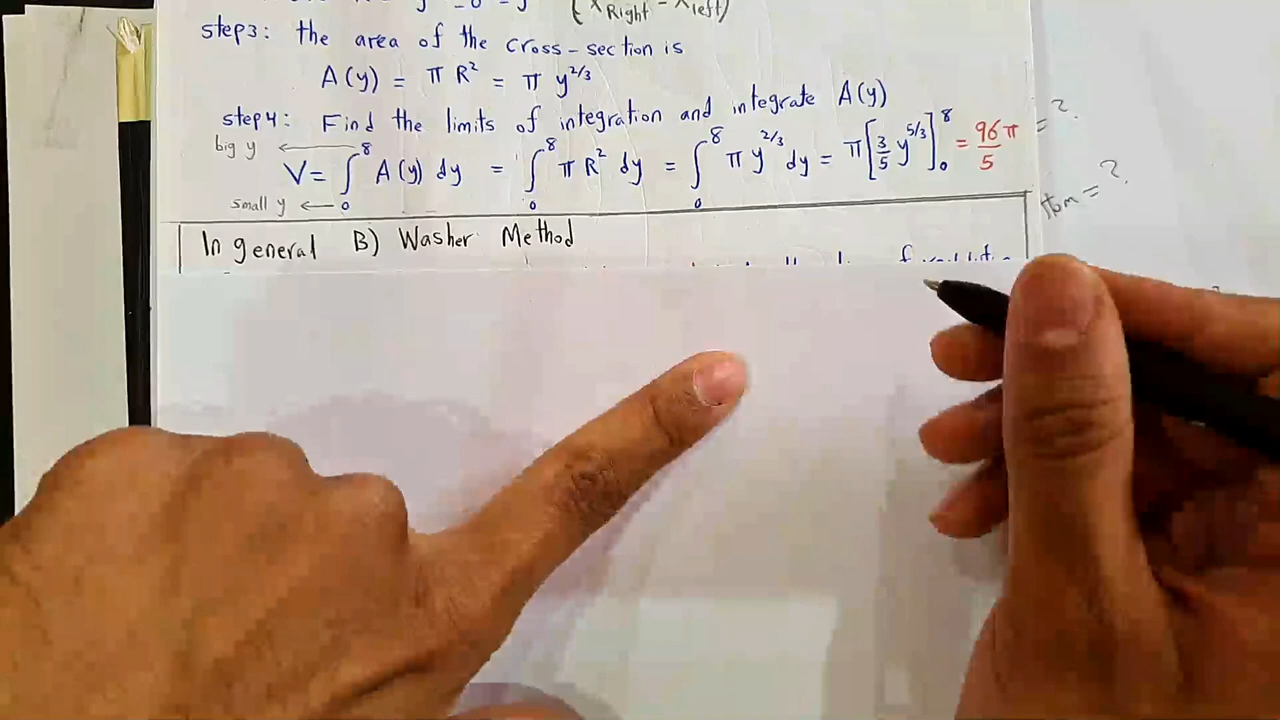 (x Right - x left)
step3: the area of the cross-section is
A(y) = π R² = π y^{2/3}
step4: Find the limits of integration and integrate A(y)
big y ←
V = ∫₀⁸ A(y) dy = ∫₀⁸ π R² dy = ∫₀⁸ π y^{2/3} dy = π[3/5 y^{5/3}]₀⁸ = 96π/5 = ?
small y ←
= ?
In general B) Washer Method